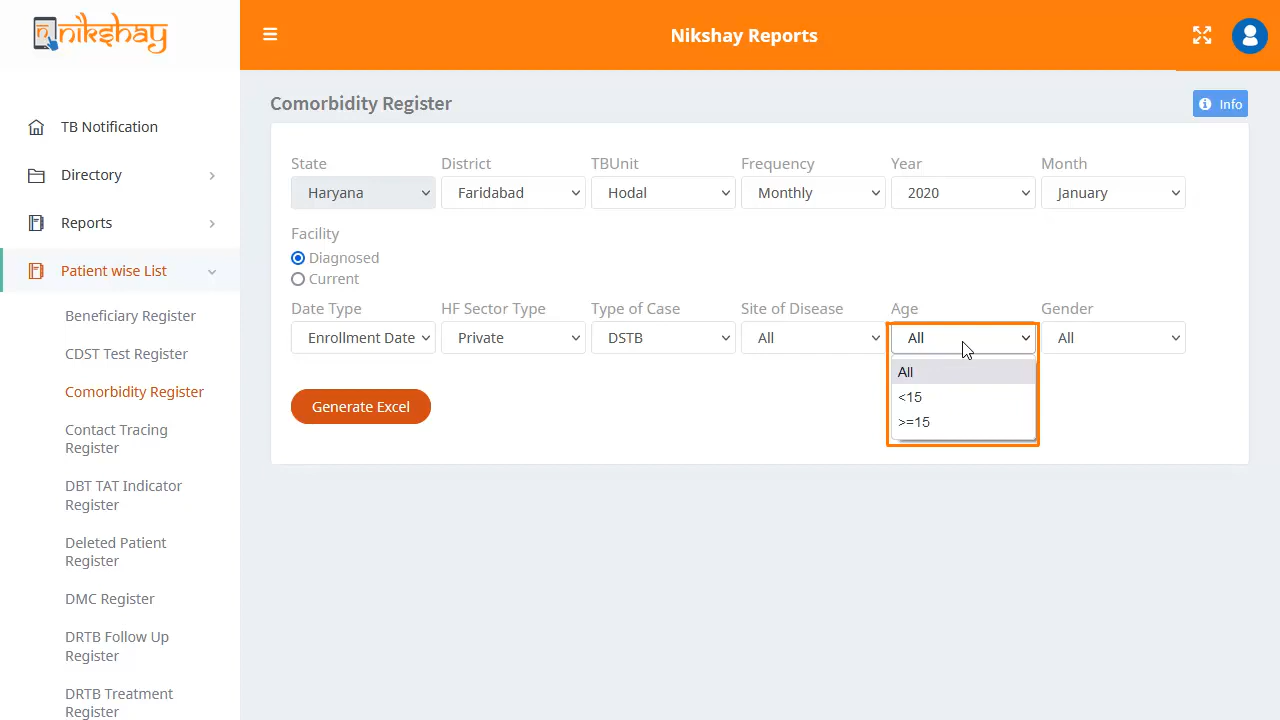 nikshay
Nikshay Reports
TB Notification
Directory
Reports
Patient wise List
Beneficiary Register
CDST Test Register
Comorbidity Register
Contact Tracing
Register
DBT TAT Indicator
Register
Deleted Patient
Register
DMC Register
DRTB Follow Up
Register
DRTB Treatment
Register
Comorbidity Register
Info
State District TBUnit Frequency Year Month
Haryana Faridabad Hodal Monthly 2020 January
Facility
Diagnosed
Current
Date Type HF Sector Type Type of Case Site of Disease Age Gender
Enrollment Date Private DSTB All All All
All
<15
>=15
Generate Excel